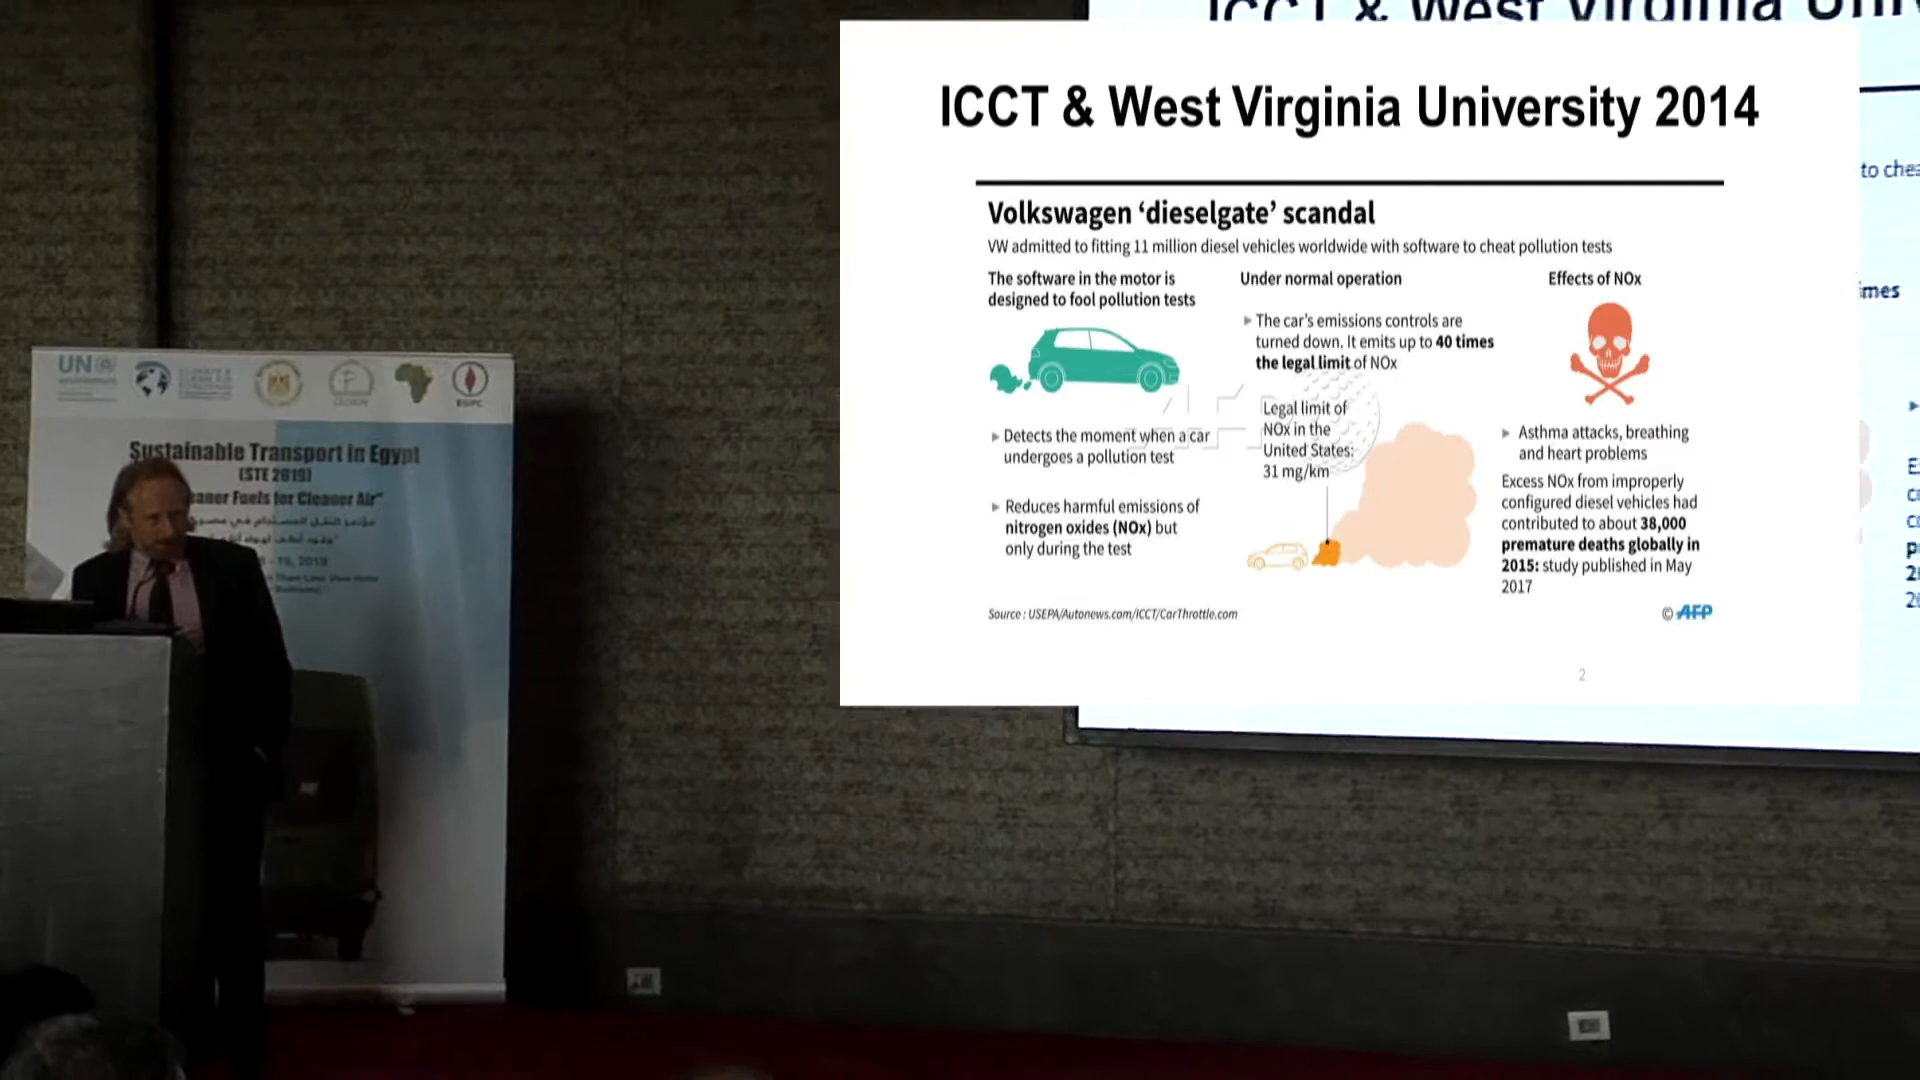 ICCT & West Virginia University 2014
Volkswagen ‘dieselgate’ scandal
VW admitted to fitting 11 million diesel vehicles worldwide with software to cheat pollution tests
The software in the motor is
designed to fool pollution tests
▶ Detects the moment when a car
undergoes a pollution test
▶ Reduces harmful emissions of
nitrogen oxides (NOx) but
only during the test
Under normal operation
▶ The car's emissions controls are
turned down. It emits up to 40 times
the legal limit of NOx
Legal limit of
NOx in the
United States:
31 mg/km
Effects of NOx
▶ Asthma attacks, breathing
and heart problems
Excess NOx from improperly
configured diesel vehicles had
contributed to about 38,000
premature deaths globally in
2015: study published in May
2017
Source : USEPA/Autonews.com/ICCT/CarThrottle.com
© AFP
2
ICCT & West Virginia
to
UN
EGPC
Sustainable Transport in Egypt
(STE 2019)
Fuels for Cleaner Air"
19, 2019